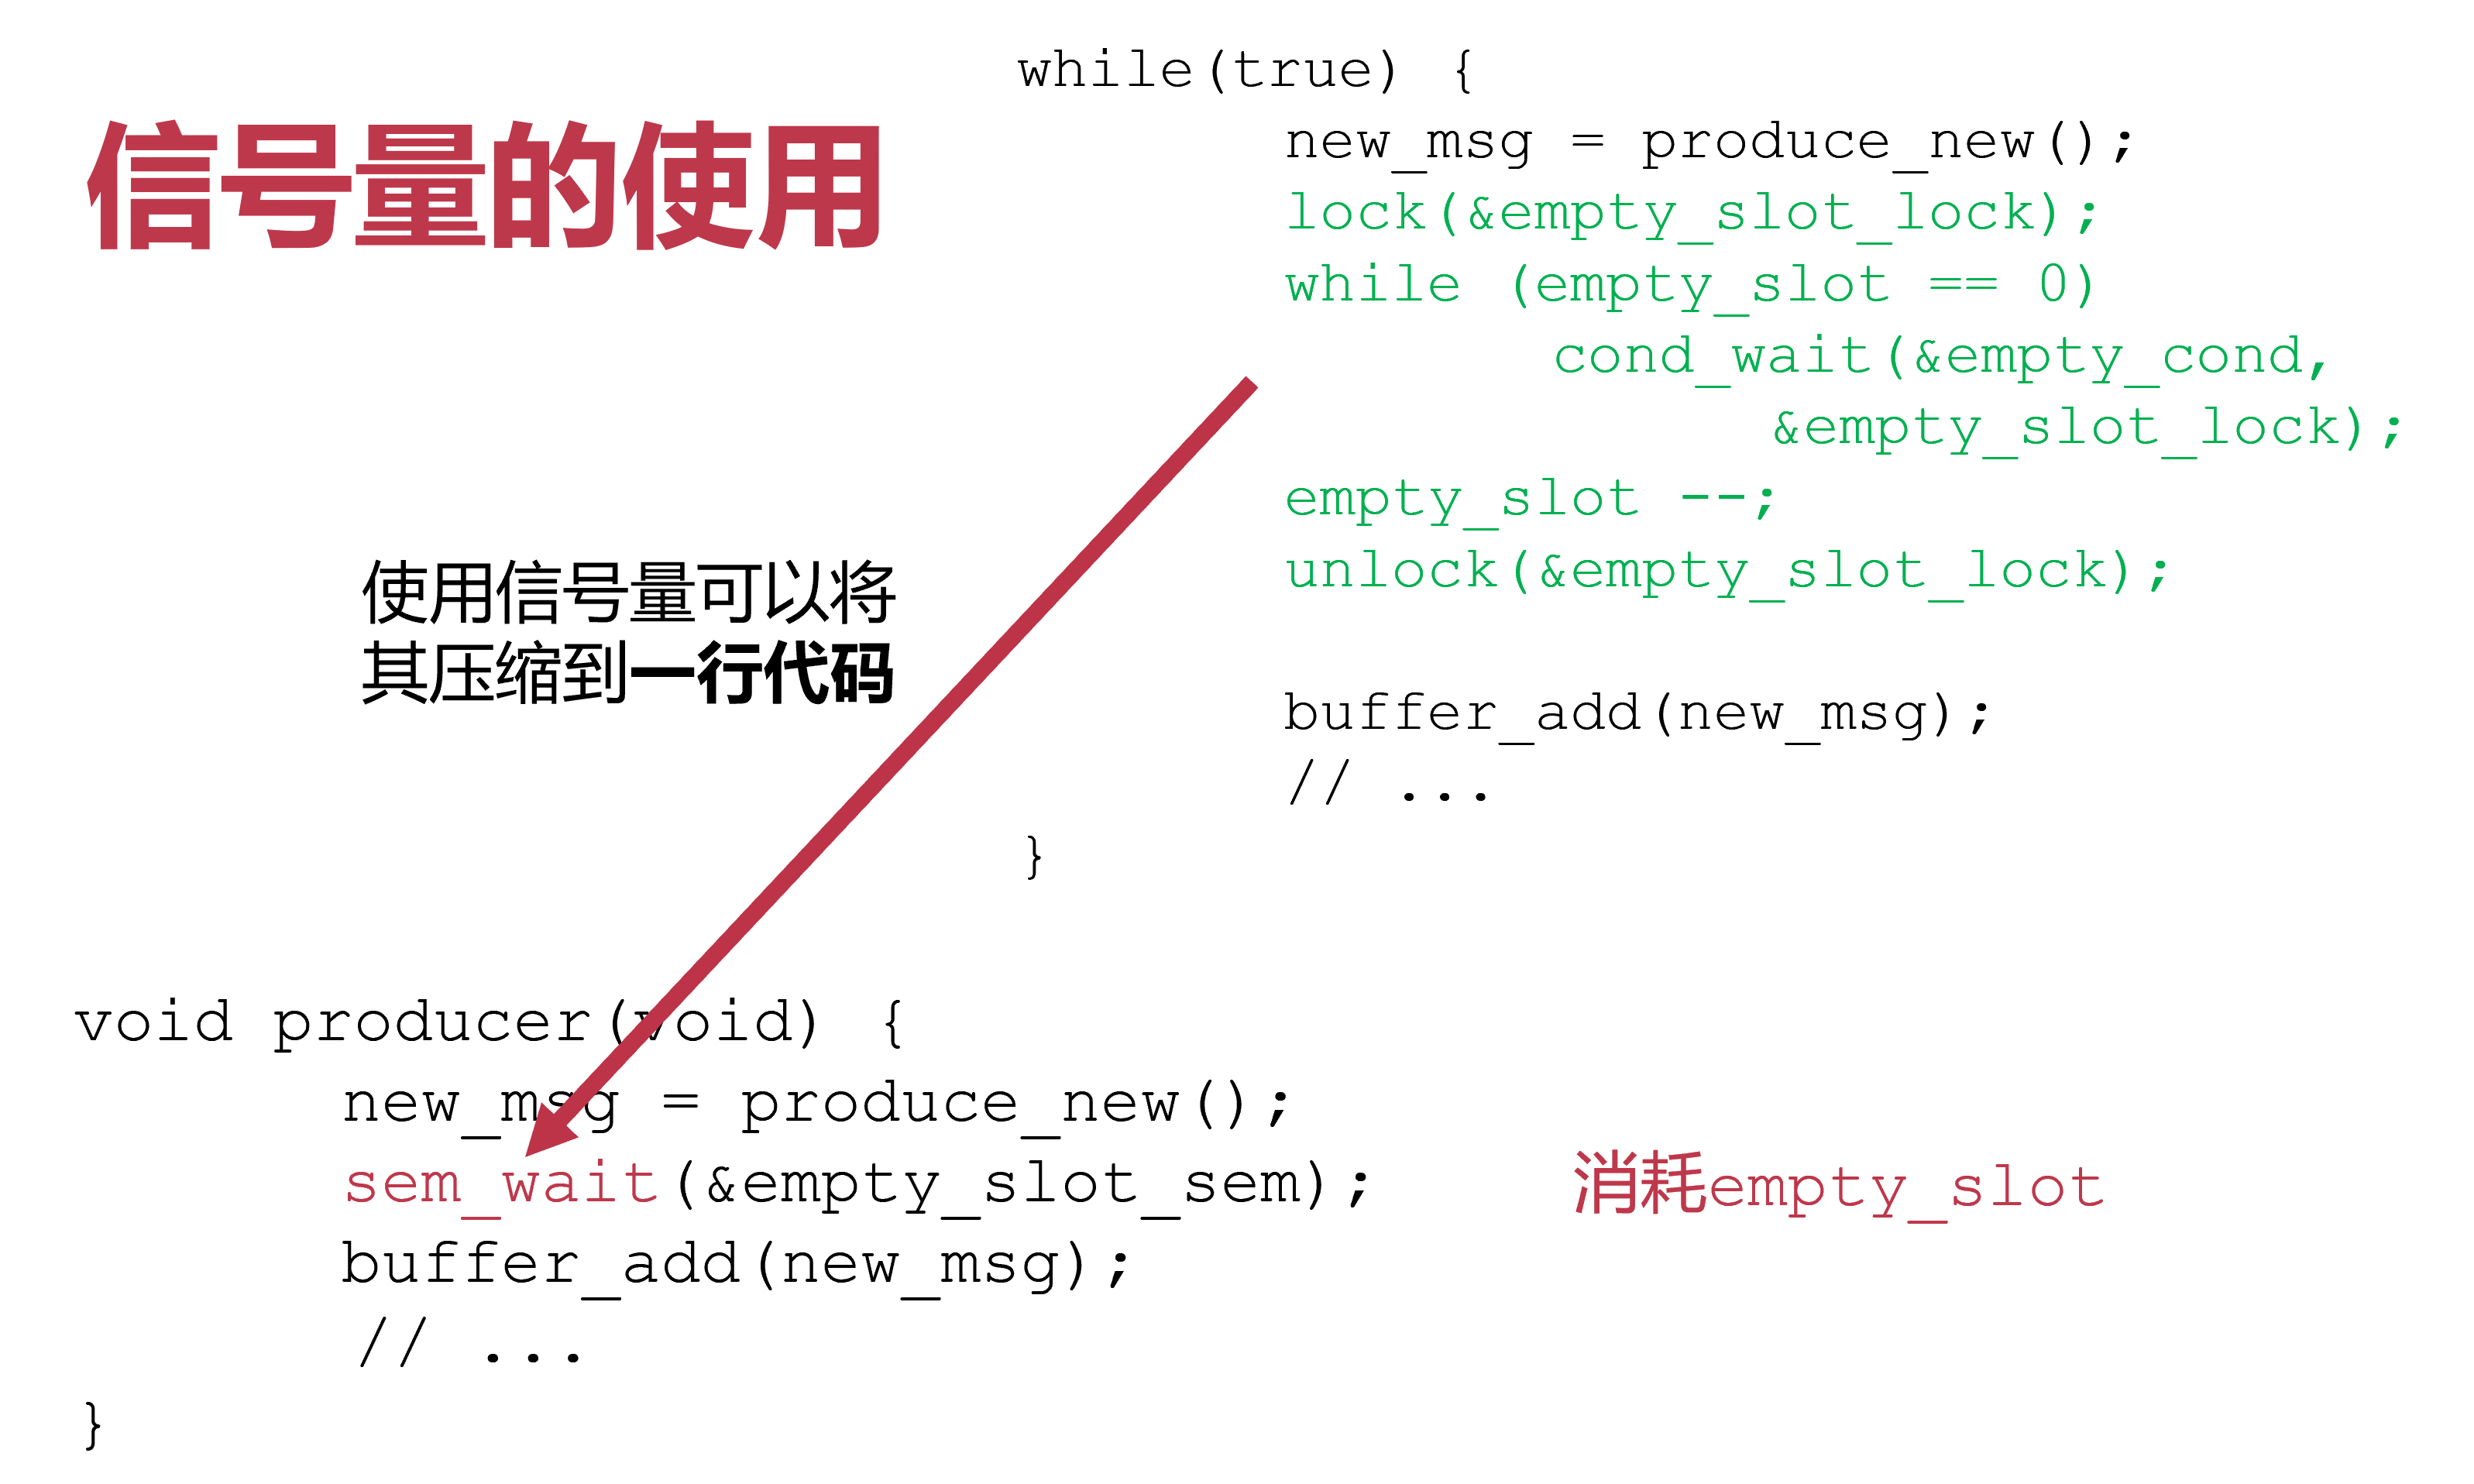 信号量的使用
while(true) {
new_msg = produce_new();
lock(&empty_slot_lock);
while (empty_slot == 0)
cond_wait(&empty_cond,
&empty_slot_lock);
empty_slot --;
unlock(&empty_slot_lock);
buffer_add(new_msg);
// ...
}
使用信号量可以将
其压缩到一行代码
void producer(void) {
new_msg = produce_new();
sem_wait(&empty_slot_sem);
消耗empty_slot
buffer_add(new_msg);
// ...
}